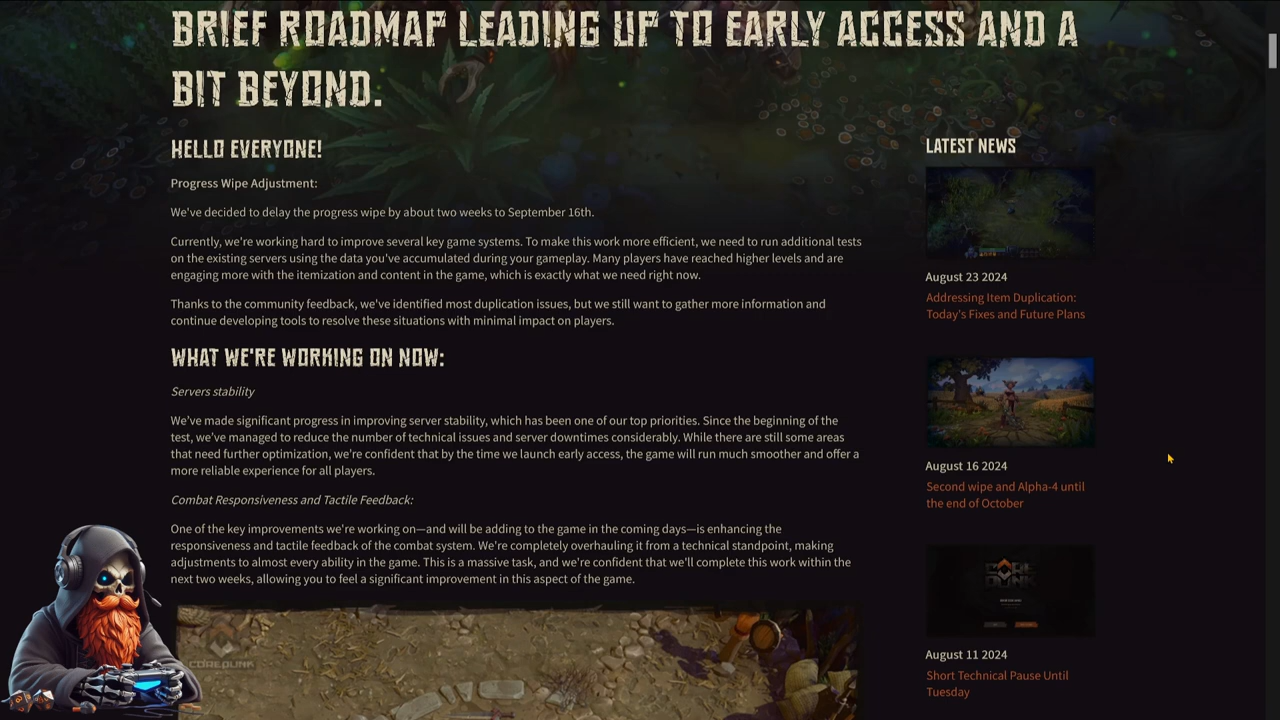 BRIEF ROADMAP LEADING UP TO EARLY ACCESS AND A
BIT BEYOND.
HELLO EVERYONE!
Progress Wipe Adjustment:
We've decided to delay the progress wipe by about two weeks to September 16th.
Currently, we're working hard to improve several key game systems. To make this work more efficient, we need to run additional tests
on the existing servers using the data you've accumulated during your gameplay. Many players have reached higher levels and are
engaging more with the itemization and content in the game, which is exactly what we need right now.
Thanks to the community feedback, we've identified most duplication issues, but we still want to gather more information and
continue developing tools to resolve these situations with minimal impact on players.
WHAT WE'RE WORKING ON NOW:
Servers stability
We've made significant progress in improving server stability, which has been one of our top priorities. Since the beginning of the
test, we've managed to reduce the number of technical issues and server downtimes considerably. While there are still some areas
that need further optimization, we're confident that by the time we launch early access, the game will run much smoother and offer a
more reliable experience for all players.
Combat Responsiveness and Tactile Feedback:
One of the key improvements we're working on—and will be adding to the game in the coming days—is enhancing the
responsiveness and tactile feedback of the combat system. We're completely overhauling it from a technical standpoint, making
adjustments to almost every ability in the game. This is a massive task, and we're confident that we'll complete this work within the
next two weeks, allowing you to feel a significant improvement in this aspect of the game.
COREPUNK
LATEST NEWS
August 23 2024
Addressing Item Duplication:
Today's Fixes and Future Plans
August 16 2024
Second wipe and Alpha-4 until
the end of October
CORE
PUNK
August 11 2024
Short Technical Pause Until
Tuesday